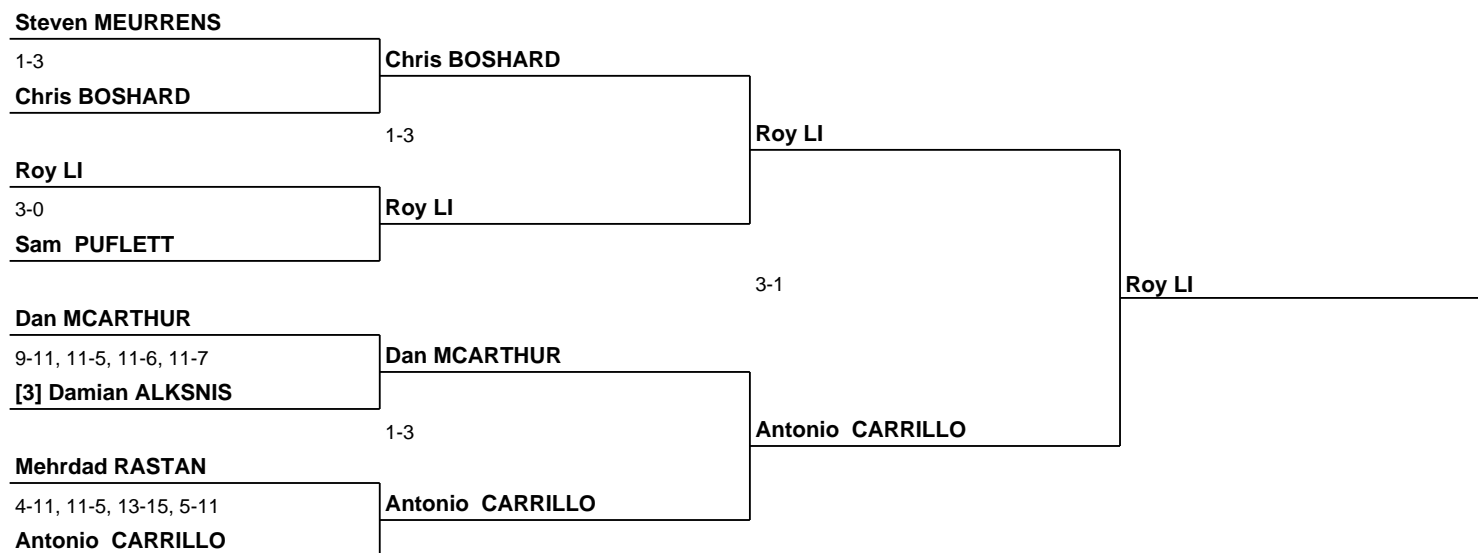 Steven MEURRENS
1-3
Chris BOSHARD
Chris BOSHARD
1-3
Roy LI
Roy LI
3-0
Roy LI
Sam  PUFLETT
3-1
Roy LI
Dan MCARTHUR
9-11, 11-5, 11-6, 11-7
Dan MCARTHUR
[3] Damian ALKSNIS
1-3
Antonio  CARRILLO
Mehrdad RASTAN
4-11, 11-5, 13-15, 5-11
Antonio  CARRILLO
Antonio  CARRILLO